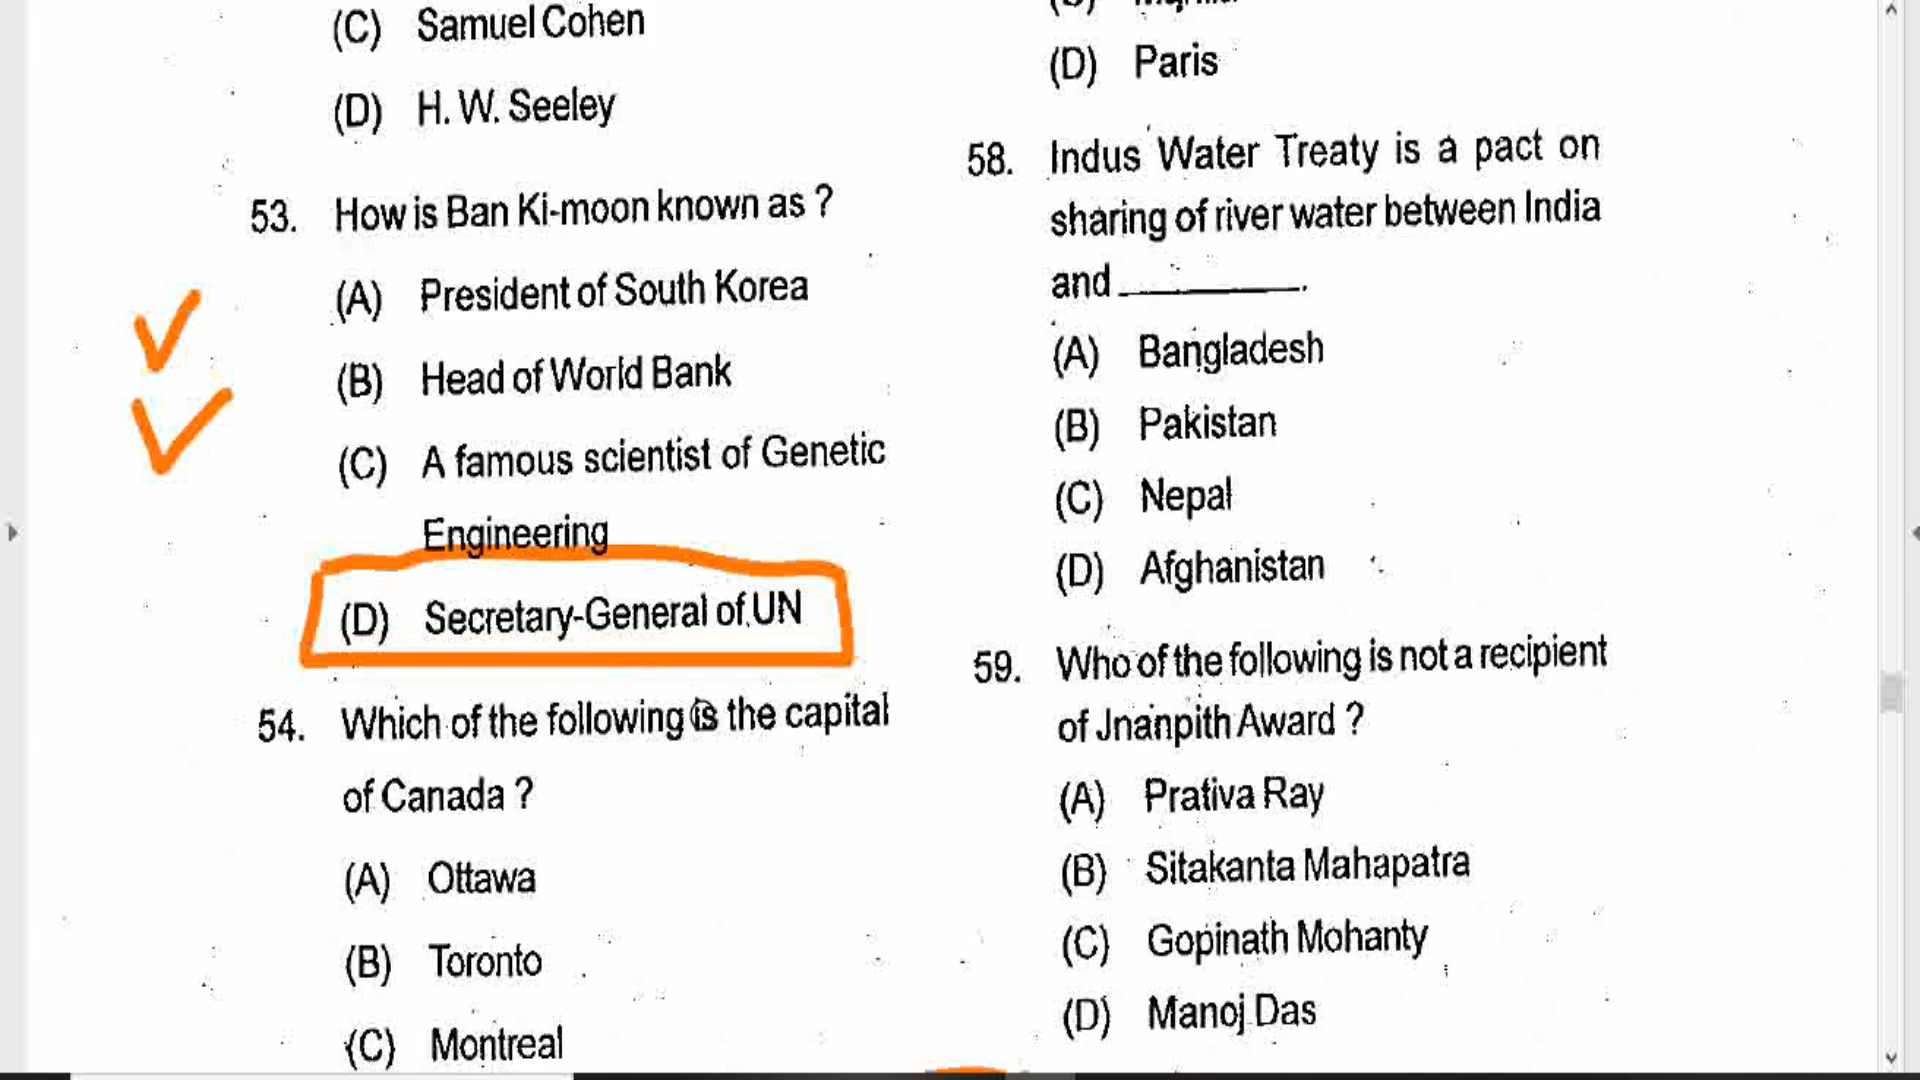 (C) Samuel Cohen
(D) H. W. Seeley
53. How is Ban Ki-moon known as ?
(A) President of South Korea
(B) Head of World Bank
(C) A famous scientist of Genetic
Engineering
(D) Secretary-General of UN
54. Which of the following is the capital
of Canada ?
(A) Ottawa
(B) Toronto
(C) Montreal
(D) Paris
58. Indus Water Treaty is a pact on
sharing of river water between India
and __________.
(A) Bangladesh
(B) Pakistan
(C) Nepal
(D) Afghanistan
59. Who of the following is not a recipient
of Jnanpith Award ?
(A) Prativa Ray
(B) Sitakanta Mahapatra
(C) Gopinath Mohanty
(D) Manoj Das